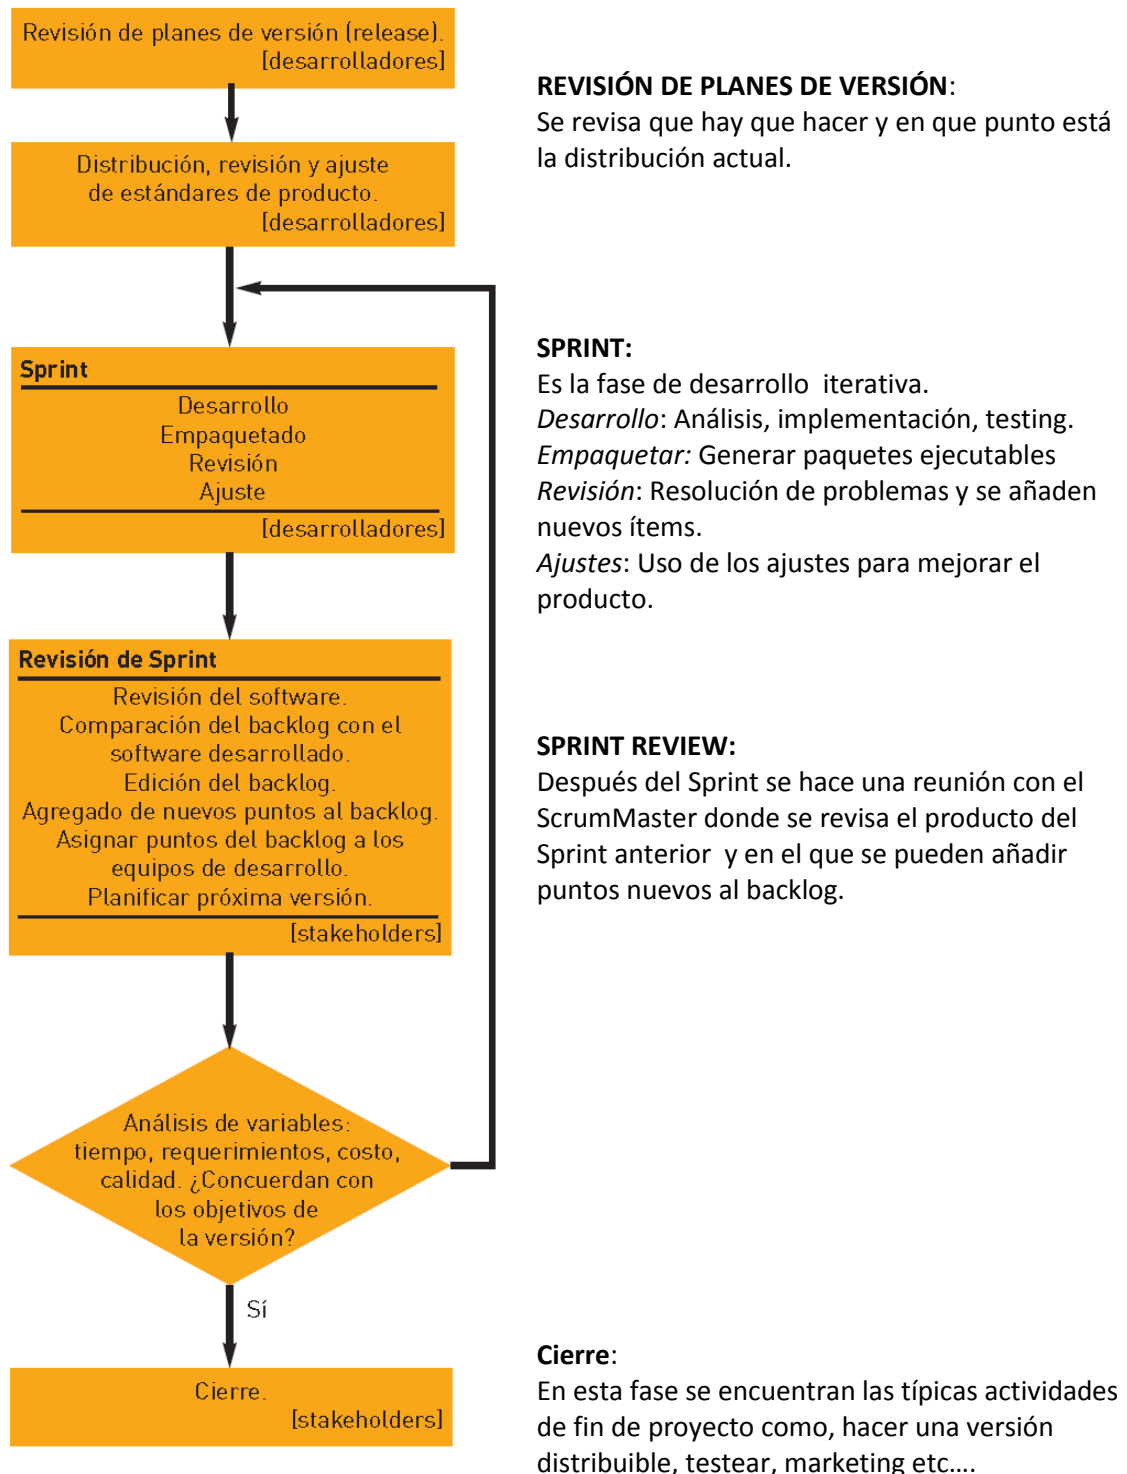 Revisión de planes de versión (release).
[desarrolladores]
REVISIÓN DE PLANES DE VERSIÓN:
Se revisa que hay que hacer y en que punto está
la distribución actual.
Distribución, revisión y ajuste
de estándares de producto.
[desarrolladores]
Sprint
Desarrollo
Empaquetado
Revisión
Ajuste
[desarrolladores]
SPRINT:
Es la fase de desarrollo  iterativa.
Desarrollo: Análisis, implementación, testing.
Empaquetar: Generar paquetes ejecutables
Revisión: Resolución de problemas y se añaden
nuevos ítems.
Ajustes: Uso de los ajustes para mejorar el
producto.
Revisión de Sprint
Revisión del software.
Comparación del backlog con el
software desarrollado.
Edición del backlog.
Agregado de nuevos puntos al backlog.
Asignar puntos del backlog a los
equipos de desarrollo.
Planificar próxima versión.
[stakeholders]
SPRINT REVIEW:
Después del Sprint se hace una reunión con el
ScrumMaster donde se revisa el producto del
Sprint anterior  y en el que se pueden añadir
puntos nuevos al backlog.
Análisis de variables:
tiempo, requerimientos, costo,
calidad. ¿Concuerdan con
los objetivos de
la versión?
Sí
Cierre.
[stakeholders]
Cierre:
En esta fase se encuentran las típicas actividades
de fin de proyecto como, hacer una versión
distribuible, testear, marketing etc….